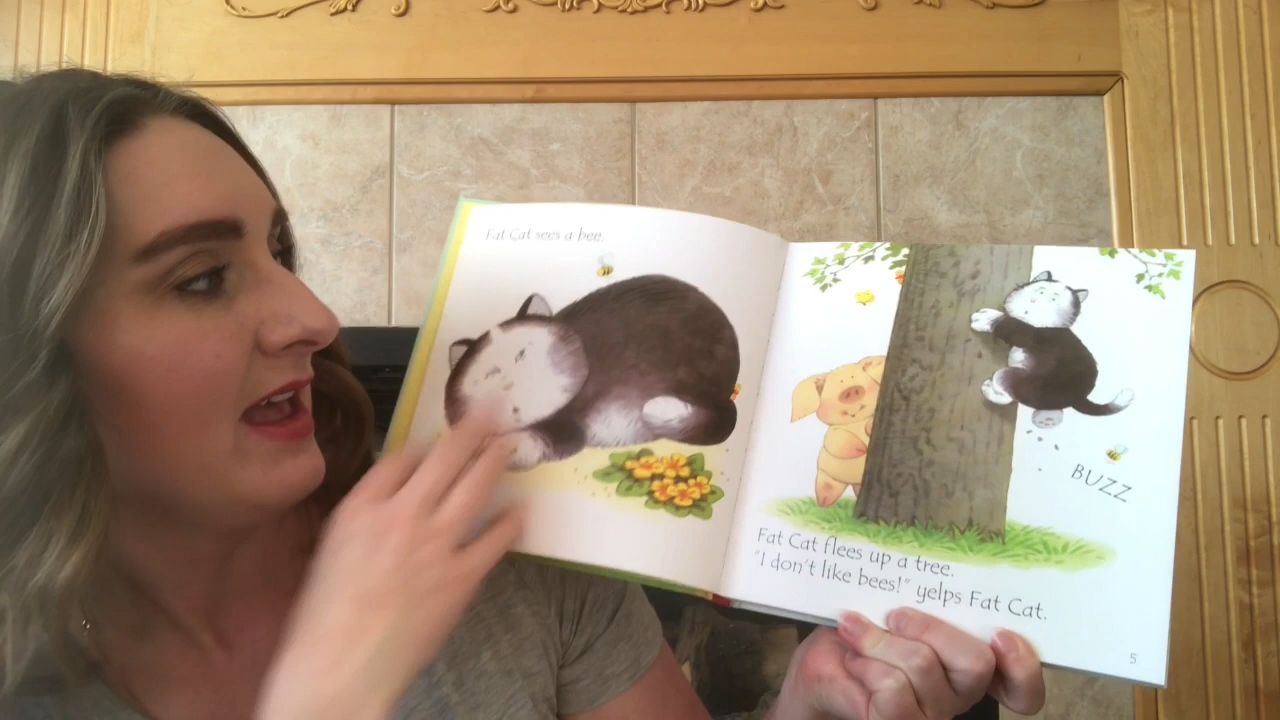 Fat Cat sees a bee.
BUZZ
Fat Cat flees up a tree.
"I don't like bees!" yelps Fat Cat.
5